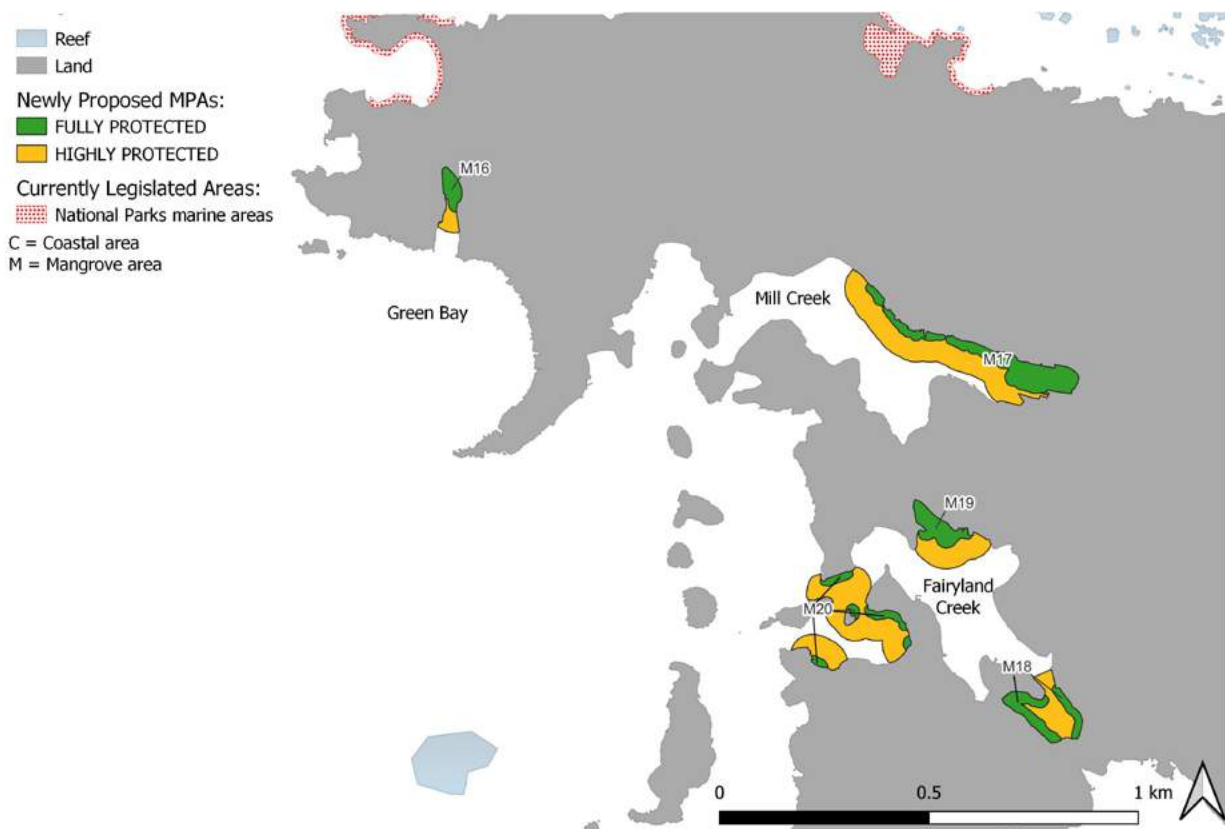 Reef
Land
Newly Proposed MPAs:
FULLY PROTECTED
HIGHLY PROTECTED
Currently Legislated Areas:
National Parks marine areas
C = Coastal area
M = Mangrove area
M16
Green Bay
Mill Creek
M17
M19
Fairyland
Creek
M20
M18
0
0.5
1 km